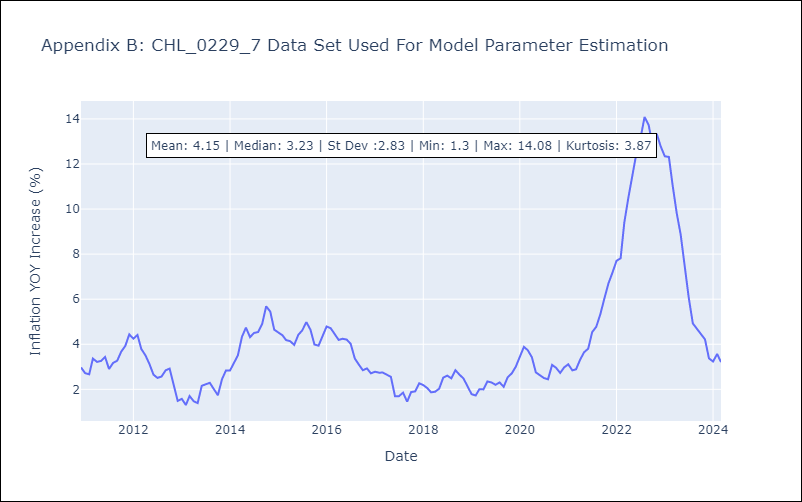 Appendix B: CHL_0229_7 Data Set Used For Model Parameter Estimation
14
Mean: 4.15 | Median: 3.23 | St Dev :2.83 | Min: 1.3 | Max: 14.08 | Kurtosis: 3.87
12
10
8
6
4
2
Inflation YOY Increase (%)
2012 2014 2016 2018 2020 2022 2024
Date